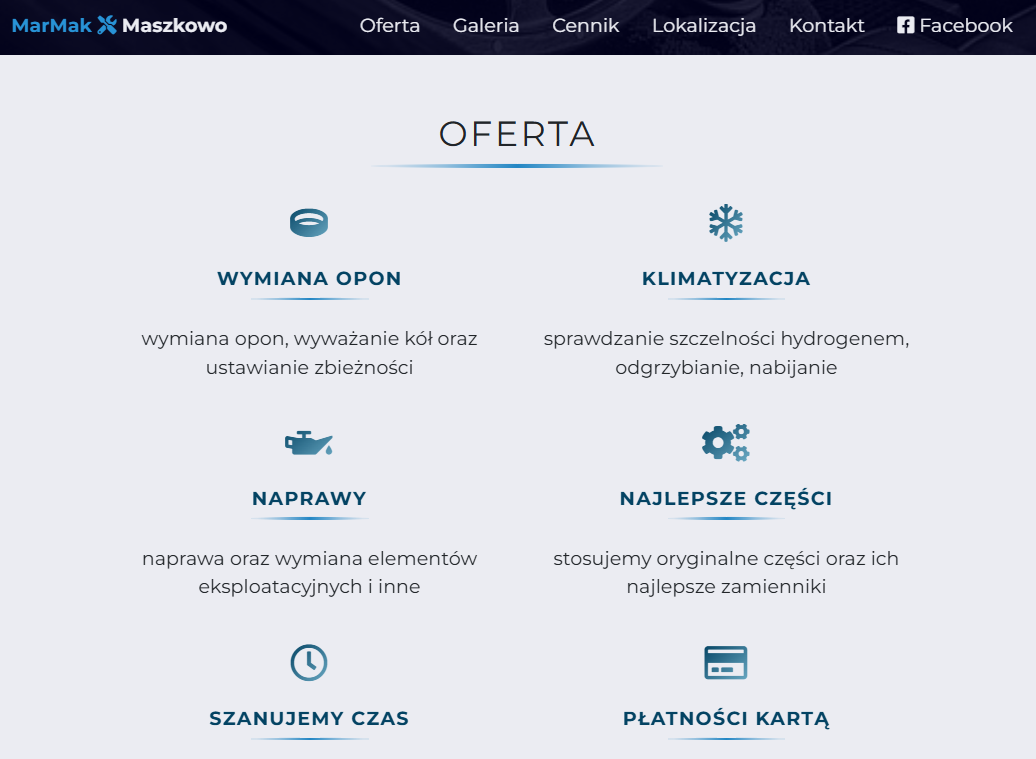 MarMak Maszkowo Oferta Galeria Cennik Lokalizacja Kontakt Facebook
OFERTA
WYMIANA OPON
wymiana opon, wyważanie kół oraz
ustawianie zbieżności
KLIMATYZACJA
sprawdzanie szczelności hydrogenem,
odgrzybianie, nabijanie
NAPRAWY
naprawa oraz wymiana elementów
eksploatacyjnych i inne
NAJLEPSZE CZĘŚCI
stosujemy oryginalne części oraz ich
najlepsze zamienniki
SZANUJEMY CZAS
PŁATNOŚCI KARTĄ